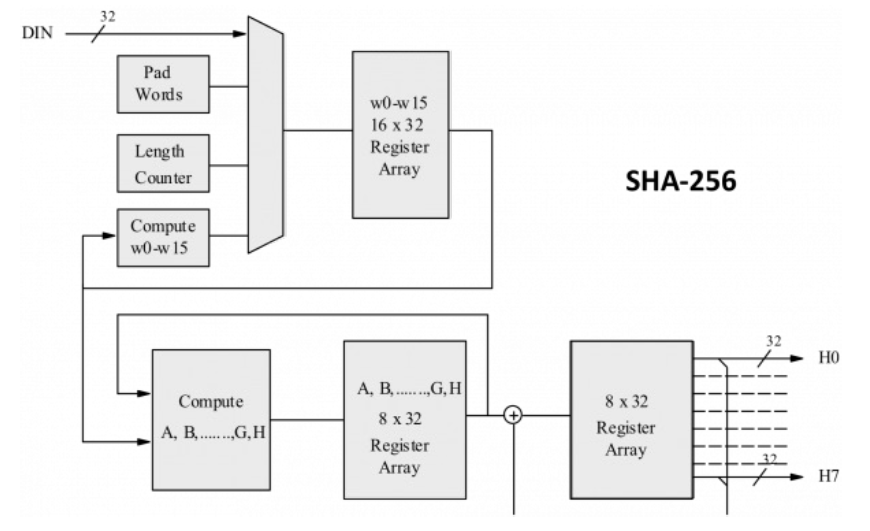 DIN
32
Pad
Words
Length
Counter
Compute
w0-w15
w0-w15
16 x 32
Register
Array
SHA-256
Compute
A, B,......,G,H
A, B,.......,G,H
8 x 32
Register
Array
8 x 32
Register
Array
32
H0
32
H7